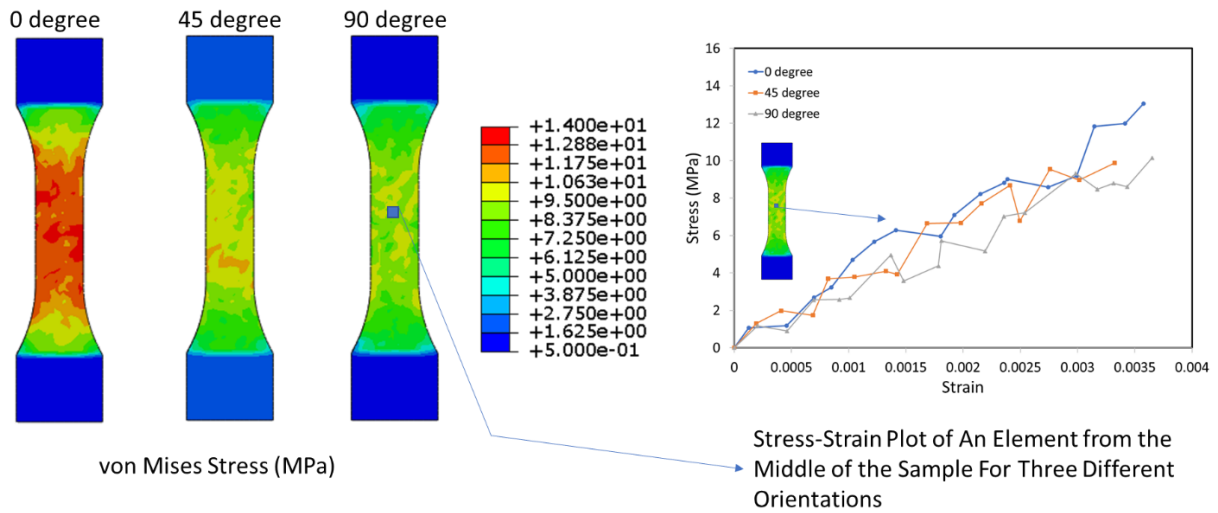 0 degree
45 degree
90 degree
+1.400e+01
+1.288e+01
+1.175e+01
+1.063e+01
+9.500e+00
+8.375e+00
+7.250e+00
+6.125e+00
+5.000e+00
+3.875e+00
+2.750e+00
+1.625e+00
+5.000e-01
von Mises Stress (MPa)
16
14
12
10
8
6
4
2
0
Stress (MPa)
0 degree
45 degree
90 degree
0 0.0005 0.001 0.0015 0.002 0.0025 0.003 0.0035 0.004
Strain
Stress-Strain Plot of An Element from the
Middle of the Sample For Three Different
Orientations